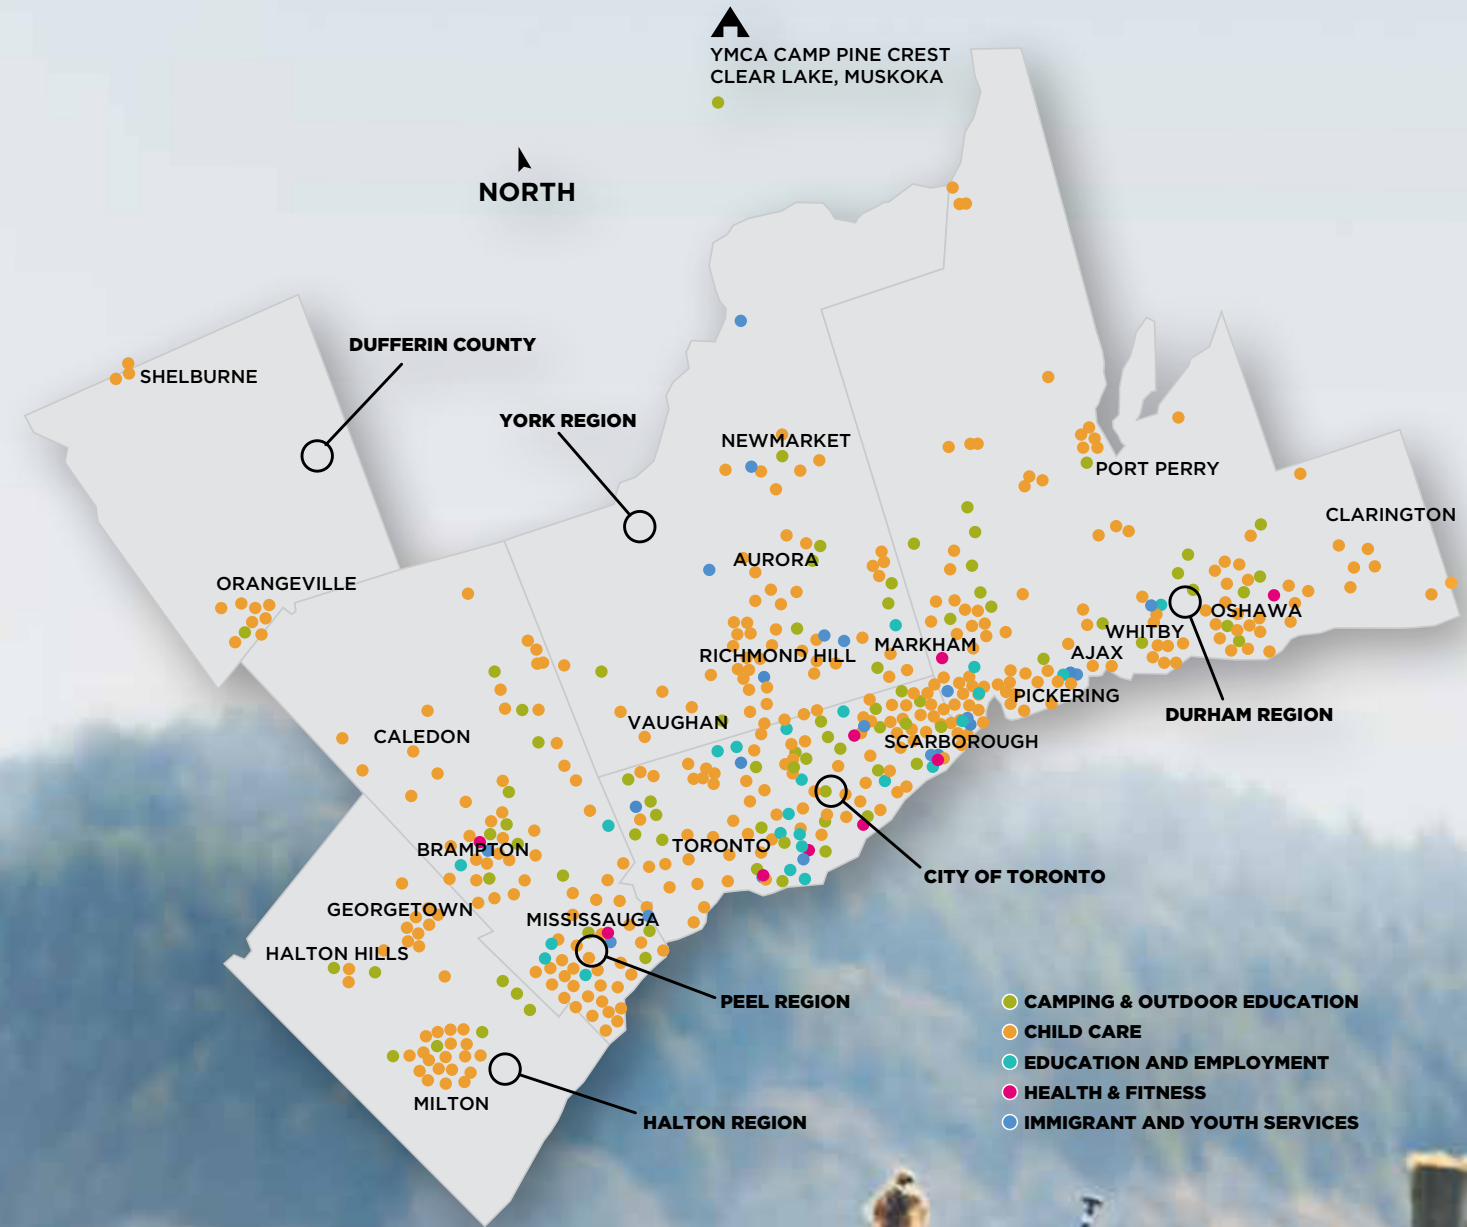 YMCA CAMP PINE CREST
CLEAR LAKE, MUSKOKA
NORTH
DUFFERIN COUNTY
SHELBURNE
YORK REGION
NEWMARKET
PORT PERRY
CLARINGTON
AURORA
ORANGEVILLE
OSHAWA
WHITBY
MARKHAM
RICHMOND HILL
AJAX
PICKERING
DURHAM REGION
VAUGHAN
CALEDON
SCARBOROUGH
TORONTO
BRAMPTON
CITY OF TORONTO
GEORGETOWN
MISSISSAUGA
HALTON HILLS
PEEL REGION
MILTON
HALTON REGION
CAMPING & OUTDOOR EDUCATION
CHILD CARE
EDUCATION AND EMPLOYMENT
HEALTH & FITNESS
IMMIGRANT AND YOUTH SERVICES